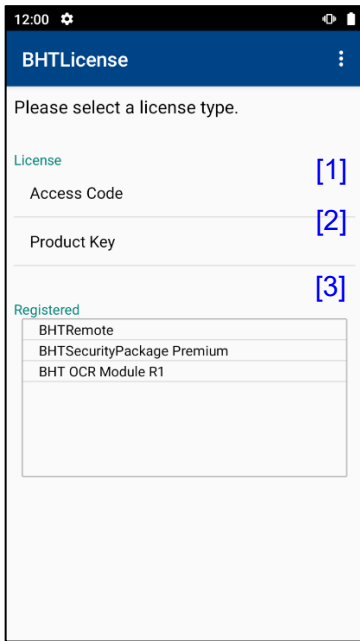 12:00
BHTLicense
Please select a license type.
License
[1]
Access Code
[2]
Product Key
[3]
Registered
BHTRemote
BHTSecurityPackage Premium
BHT OCR Module R1